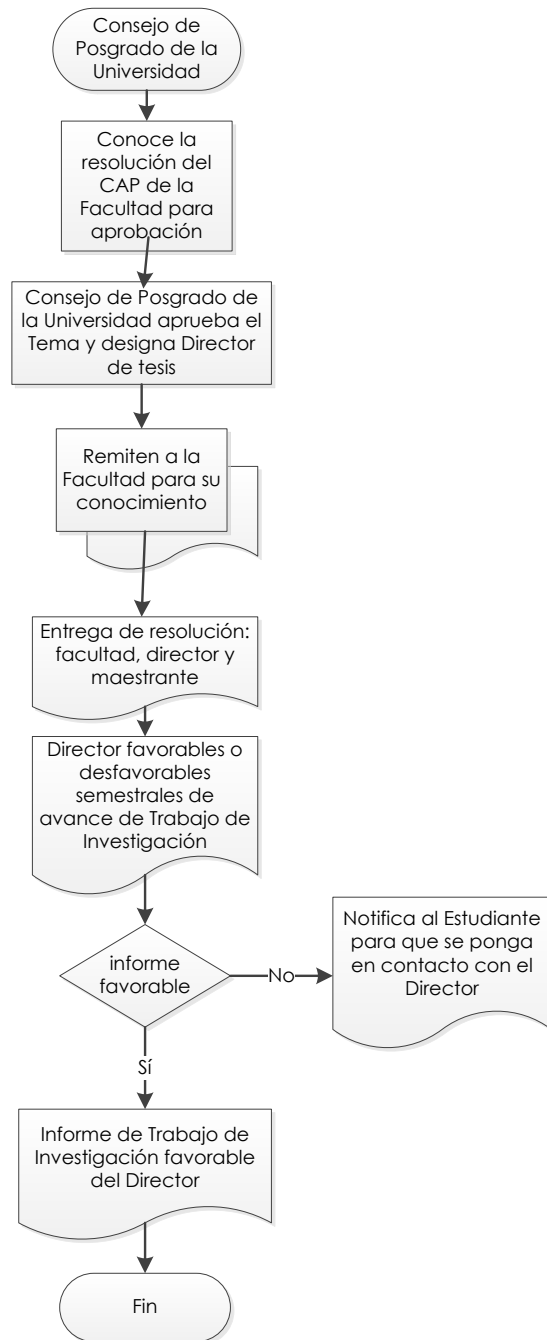 Consejo de
Posgrado de la
Universidad
Conoce la
resolución del
CAP de la
Facultad para
aprobación
Consejo de Posgrado de
la Universidad aprueba el
Tema y designa Director
de tesis
Remiten a la
Facultad para su
conocimiento
Entrega de resolución:
facultad, director y
maestrante
Director favorables o
desfavorables
semestrales de
avance de Trabajo de
Investigación
informe
favorable
No
Notifica al Estudiante
para que se ponga
en contacto con el
Director
Sí
Informe de Trabajo de
Investigación favorable
del Director
Fin